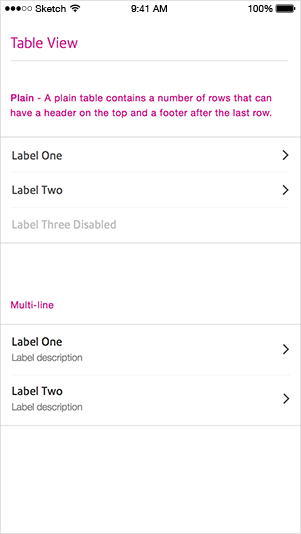 Sketch 9:41 AM 100%
Table View
Plain - A plain table contains a number of rows that can
have a header on the top and a footer after the last row.
Label One
Label Two
Label Three Disabled
Multi-line
Label One
Label description
Label Two
Label description